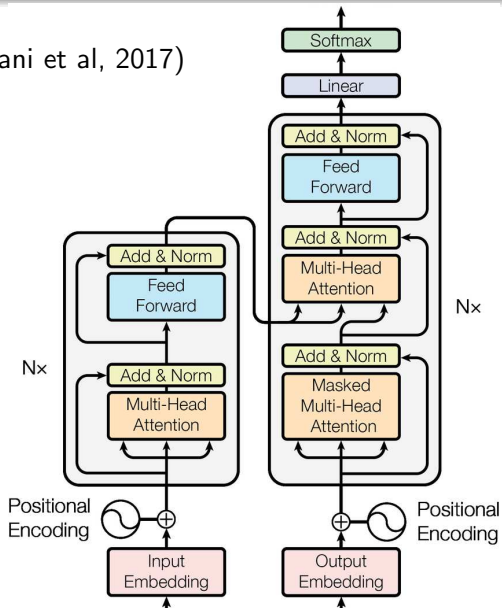 ani et al, 2017)
Softmax
Linear
Add & Norm
Feed
Forward
Add & Norm
Multi-Head
Attention
Add & Norm
Masked
Multi-Head
Attention
N×
Add & Norm
Feed
Forward
N×
Add & Norm
Multi-Head
Attention
Positional
Encoding
Positional
Encoding
Input
Embedding
Output
Embedding